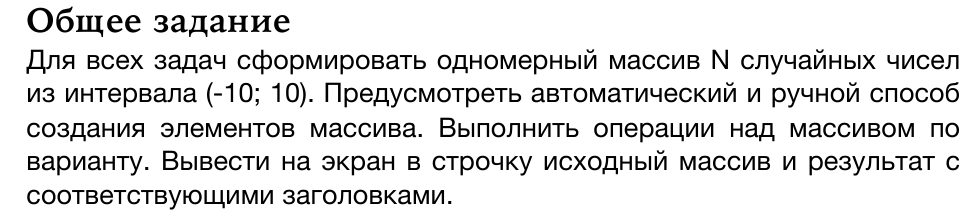 Общее задание
Для всех задач сформировать одномерный массив N случайных чисел
из интервала (-10; 10). Предусмотреть автоматический и ручной способ
создания элементов массива. Выполнить операции над массивом по
варианту. Вывести на экран в строчку исходный массив и результат с
соответствующими заголовками.